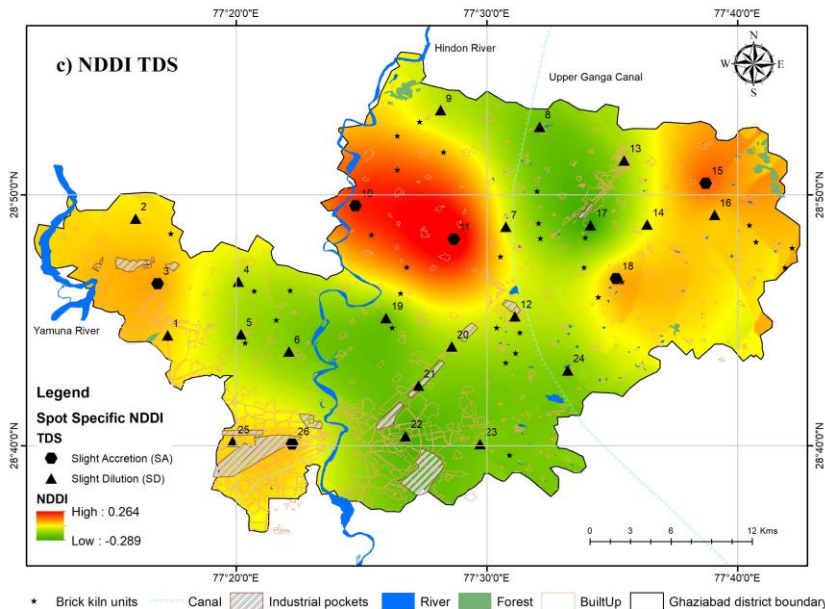 77°20'0"E 77°30'0"E 77°40'0"E
Hindon River
c) NDDI TDS
Upper Ganga Canal
N
W E
S
9
8
13
28°50'0"N 28°50'0"N
15
2
10
16
11
7
17
14
3
4
18
Yamuna River
19
12
1
5
6
20
24
21
Legend
Spot Specific NDDI
TDS
Slight Accretion (SA)
Slight Dilution (SD)
NDDI
High : 0.264
Low : -0.289
25
26
22
23
28°40'0"N 28°40'0"N
0 3 6 12 Kms
77°20'0"E 77°30'0"E 77°40'0"E
Brick kiln units Canal Industrial pockets River Forest BuiltUp Ghaziabad district boundary